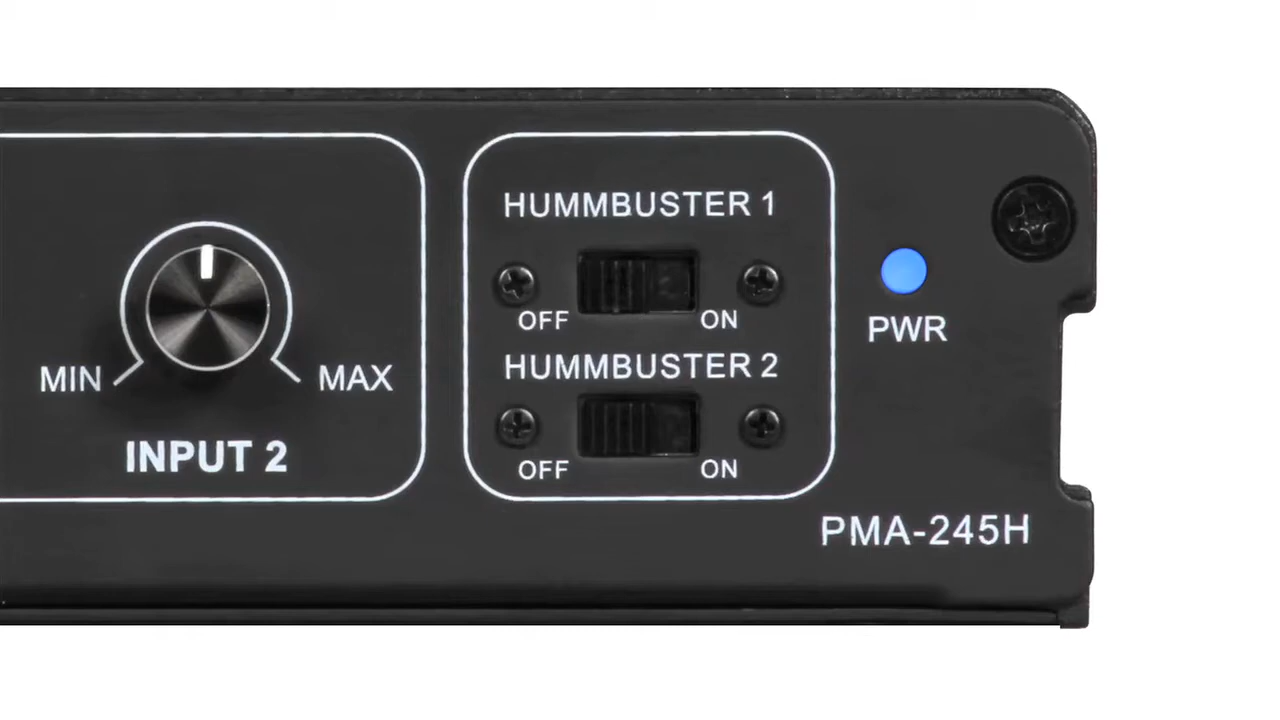 HUMMBUSTER 1
OFF ON
HUMMBUSTER 2
OFF ON
MIN MAX
INPUT 2
PWR
PMA-245H